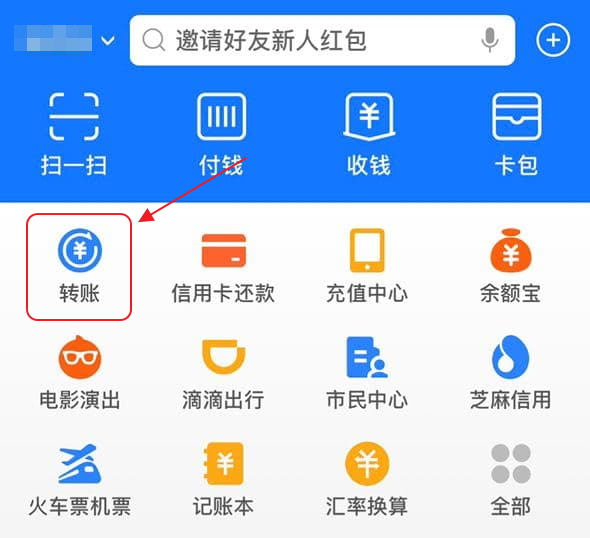 邀请好友新人红包
扫一扫 付钱 收钱 卡包
转账 信用卡还款 充值中心 余额宝
电影演出 滴滴出行 市民中心 芝麻信用
火车票机票 记账本 汇率换算 全部